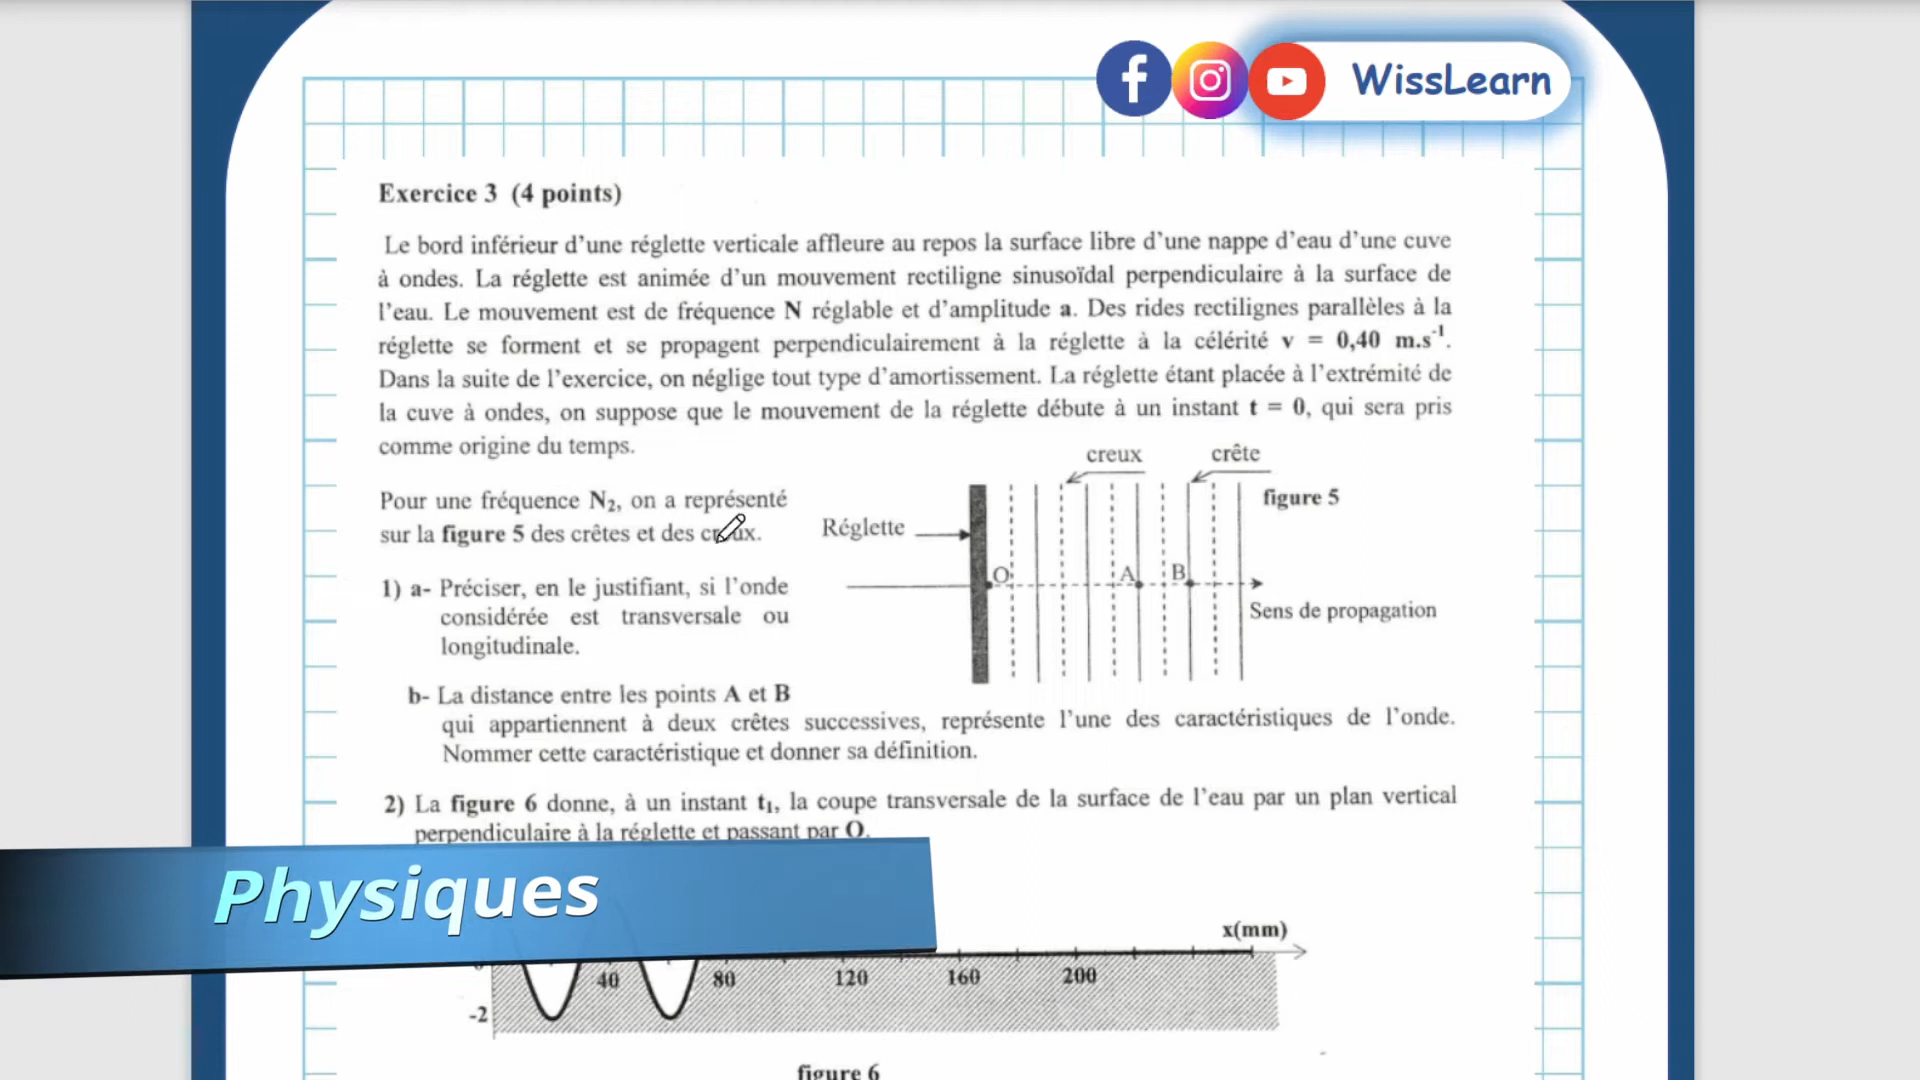 WissLearn
Exercice 3 (4 points)
Le bord inférieur d'une réglette verticale affleure au repos la surface libre d'une nappe d'eau d'une cuve
à ondes. La réglette est animée d'un mouvement rectiligne sinusoïdal perpendiculaire à la surface de
l'eau. Le mouvement est de fréquence N réglable et d'amplitude a. Des rides rectilignes parallèles à la
réglette se forment et se propagent perpendiculairement à la réglette à la célérité v = 0,40 m.s⁻¹.
Dans la suite de l'exercice, on néglige tout type d'amortissement. La réglette étant placée à l'extrémité de
la cuve à ondes, on suppose que le mouvement de la réglette débute à un instant t = 0, qui sera pris
comme origine du temps.
creux crête
Pour une fréquence N₂, on a représenté
sur la figure 5 des crêtes et des creux.
figure 5
Réglette
O A B
Sens de propagation
1) a- Préciser, en le justifiant, si l'onde
considérée est transversale ou
longitudinale.
b- La distance entre les points A et B
qui appartiennent à deux crêtes successives, représente l'une des caractéristiques de l'onde.
Nommer cette caractéristique et donner sa définition.
2) La figure 6 donne, à un instant t₁, la coupe transversale de la surface de l'eau par un plan vertical
perpendiculaire à la réglette et passant par O.
Physiques
x(mm)
40 80 120 160 200
-2
figure 6